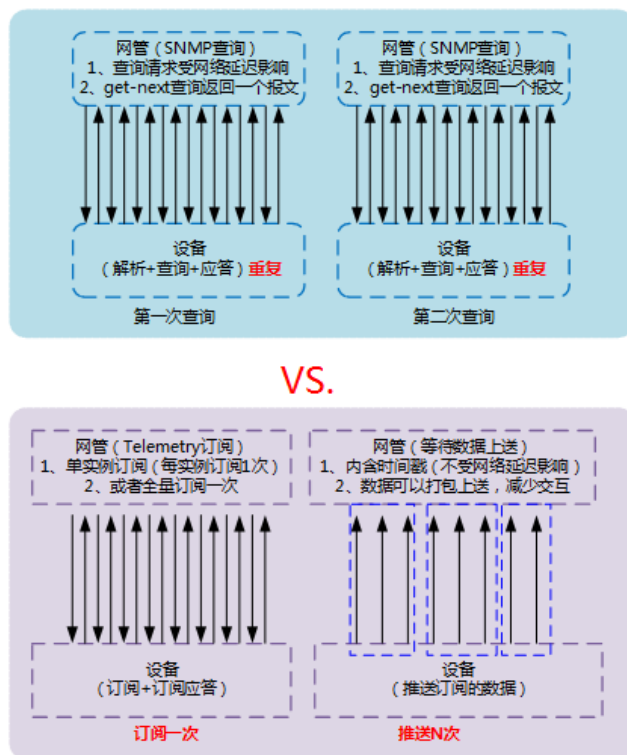 网管（SNMP查询）
1、查询请求受网络延迟影响
2、get-next查询返回一个报文
设备
（解析+查询+应答）重复
第一次查询
网管（SNMP查询）
1、查询请求受网络延迟影响
2、get-next查询返回一个报文
设备
（解析+查询+应答）重复
第二次查询
VS.
网管（Telemetry订阅）
1、单实例订阅（每实例订阅1次）
2、或者全量订阅一次
设备
（订阅+订阅应答）
订阅一次
网管（等待数据上送）
1、内含时间戳（不受网络延迟影响）
2、数据可以打包上送，减少交互
设备
（推送订阅的数据）
推送N次